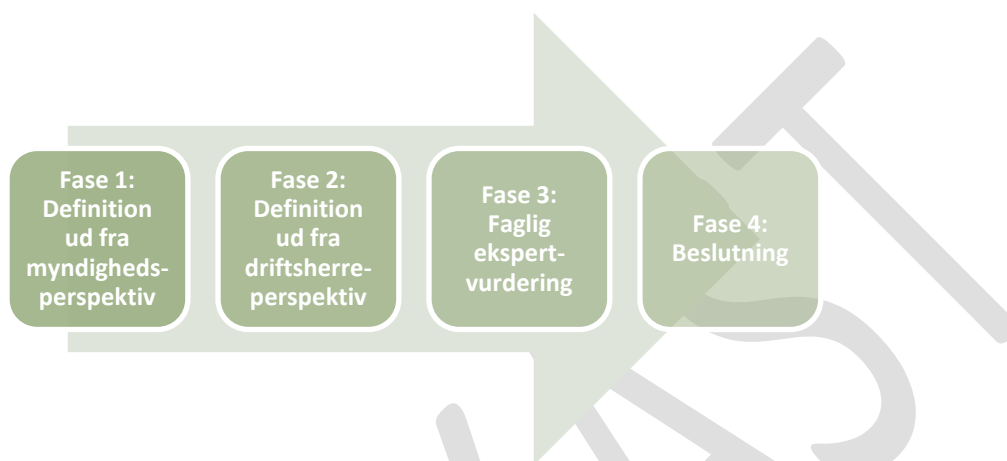 Fase 1:
Definition
ud fra
myndigheds-
perspektiv
Fase 2:
Definition
ud fra
driftsherre-
perspektiv
Fase 3:
Faglig
ekspert-
vurdering
Fase 4:
Beslutning